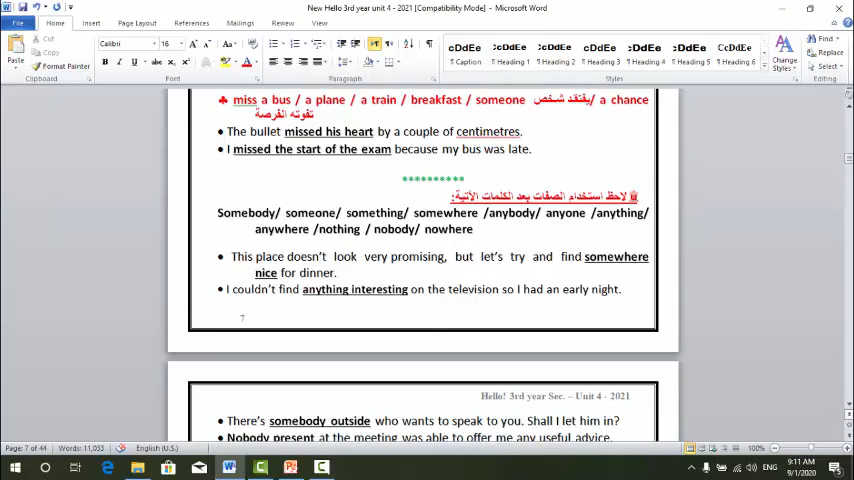 New Hello 3rd year unit 4 - 2021 [Compatibility Mode] - Microsoft Word
File Home Insert Page Layout References Mailings Review View
Cut
Copy
Format Painter
Paste
Clipboard
Calibri 16
Font
Paragraph
cDdEe cDdEe cDdEe cDdEe cDdEe cDdEe CcDdEe
¶ Caption ¶ Heading 1 ¶ Heading 2 ¶ Heading 3 ¶ Heading 4 ¶ Heading 5 ¶ Heading 6
Styles
Change Styles
Find
Replace
Select
Editing
♣ miss a bus / a plane / a train / breakfast / someone يفتقد شخص / a chance
تفوته الفرصة
• The bullet missed his heart by a couple of centimetres.
• I missed the start of the exam because my bus was late.
**********
لاحظ استخدام الصفات بعد الكلمات الآتية:
Somebody/ someone/ something/ somewhere /anybody/ anyone /anything/
anywhere /nothing / nobody/ nowhere
• This place doesn't look very promising, but let's try and find somewhere
nice for dinner.
• I couldn't find anything interesting on the television so I had an early night.
7
Hello! 3rd year Sec. – Unit 4 - 2021
• There's somebody outside who wants to speak to you. Shall I let him in?
• Nobody present at the meeting was able to offer me any useful advice.
Page: 7 of 44 Words: 11,033 English (U.S.) 100%
ENG
9:11 AM
9/1/2020